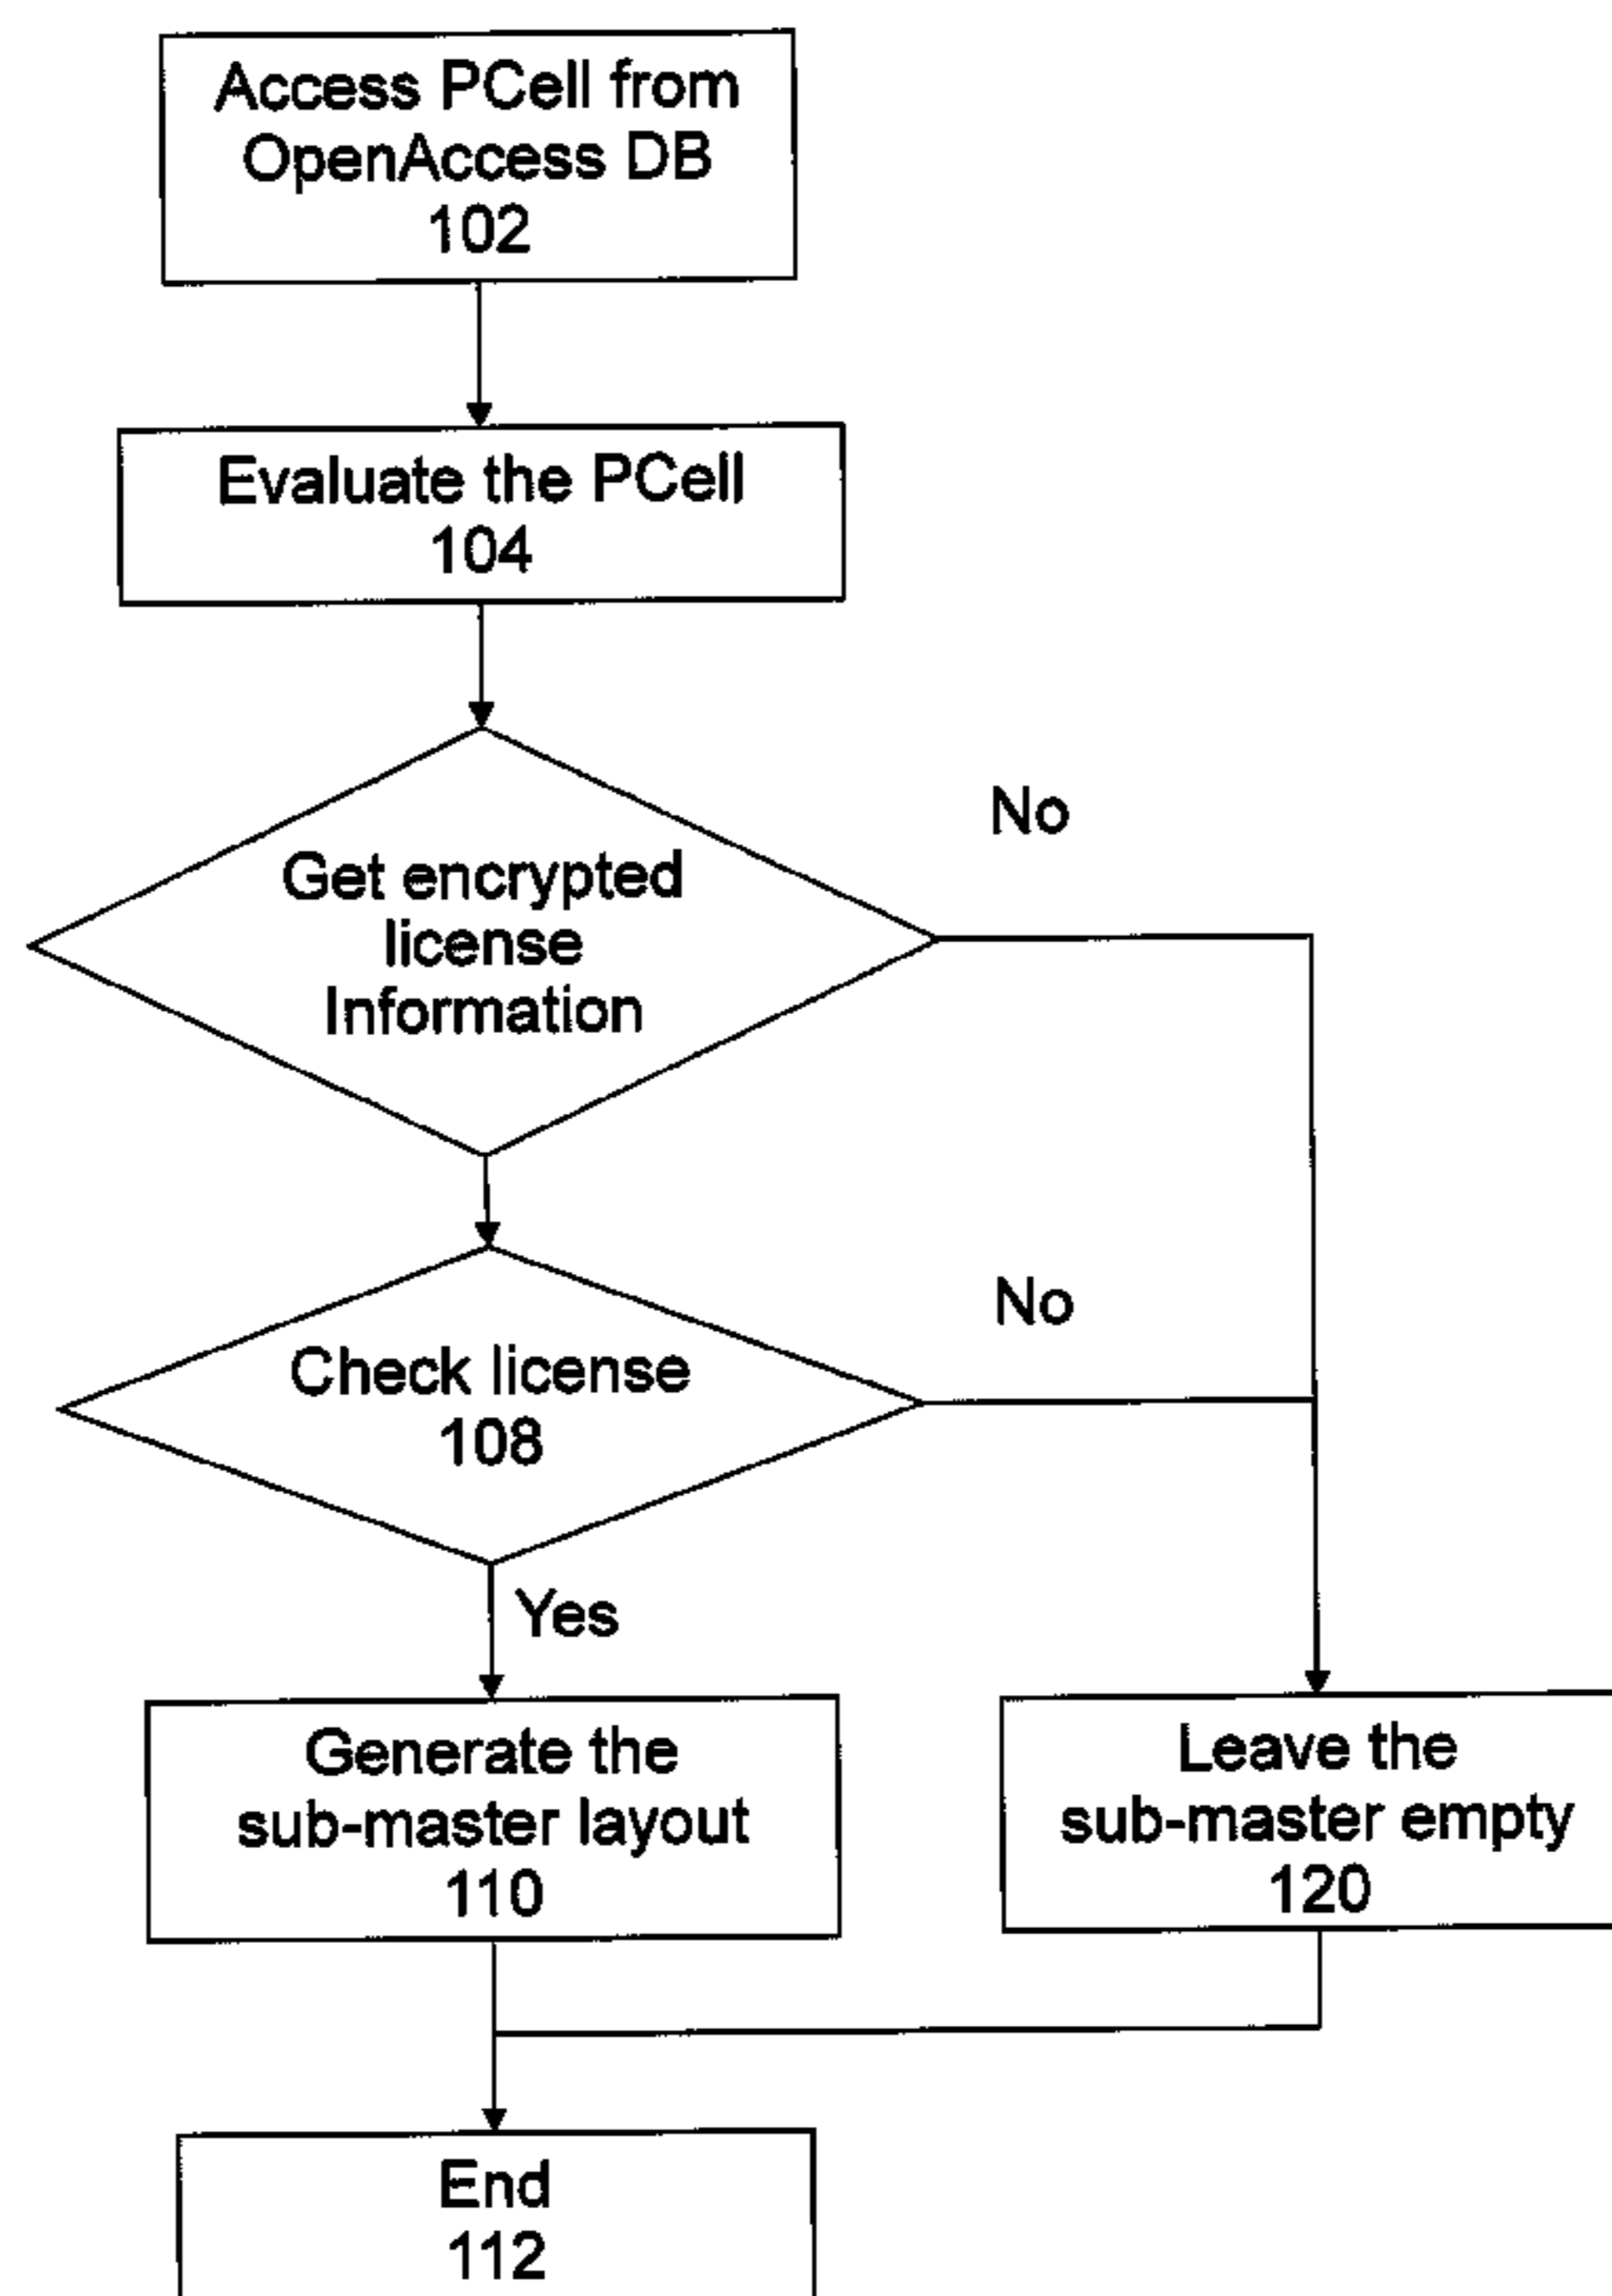 Access PCell from
OpenAccess DB
102
Evaluate the PCell
104
No
Get encrypted
license
Information
No
Check license
108
Yes
Generate the
sub-master layout
110
Leave the
sub-master empty
120
End
112